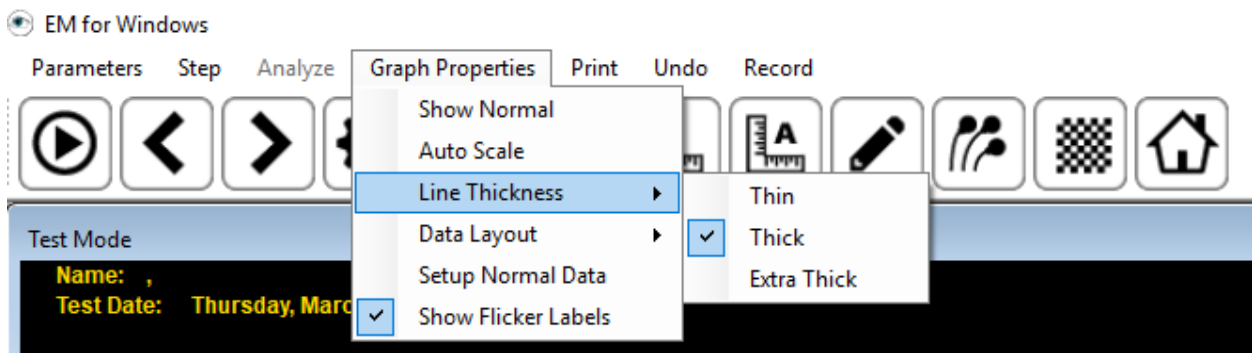 EM for Windows
Parameters Step Analyze Graph Properties Print Undo Record
Show Normal
Auto Scale
A
Line Thickness
Thin
Data Layout
Thick
Setup Normal Data
Extra Thick
Show Flicker Labels
Test Mode
Name: ,
Test Date: Thursday, Marc